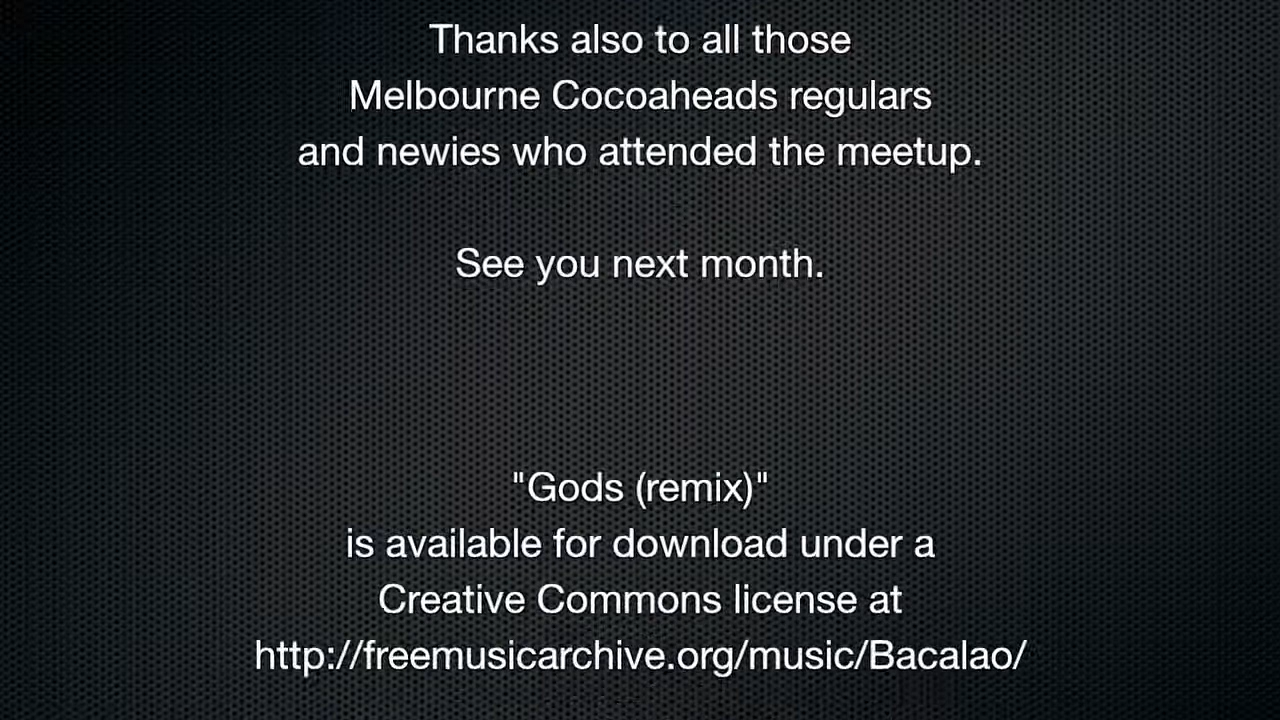 Thanks also to all those
Melbourne Cocoaheads regulars
and newies who attended the meetup.
See you next month.
"Gods (remix)"
is available for download under a
Creative Commons license at
http://freemusicarchive.org/music/Bacalao/